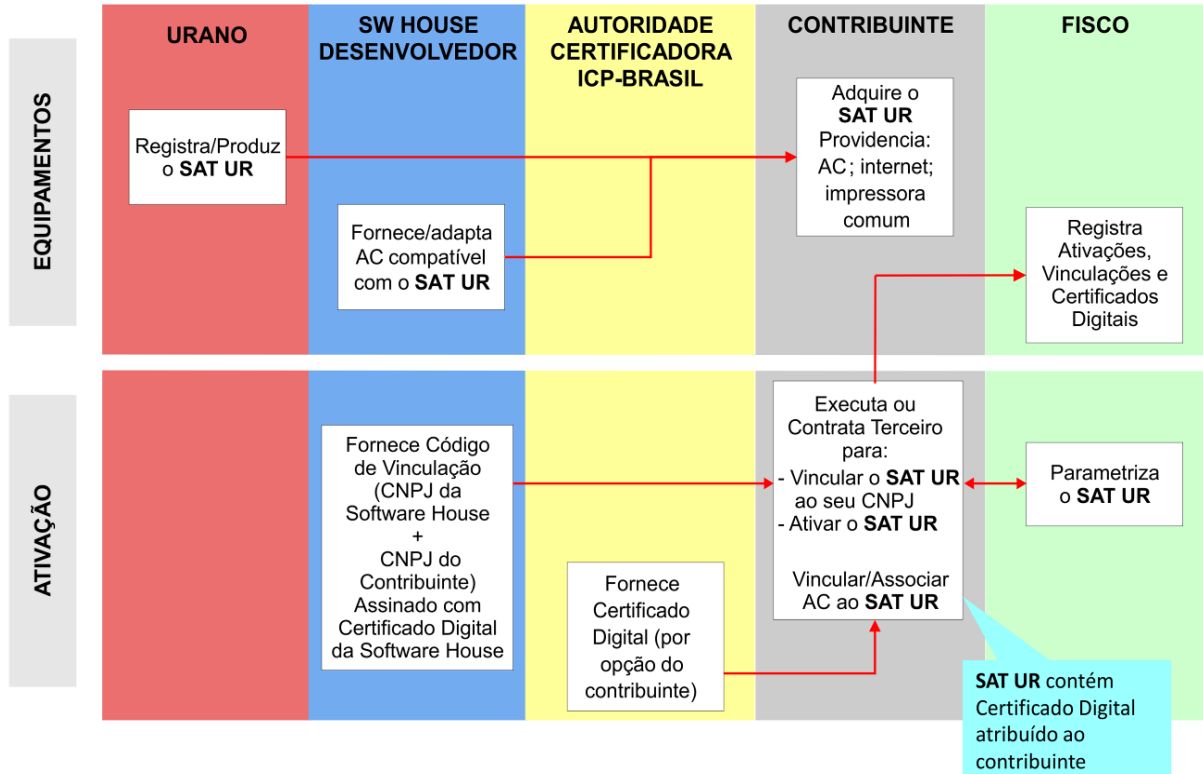 URANO
SW HOUSE
DESENVOLVEDOR
AUTORIDADE
CERTIFICADORA
ICP-BRASIL
CONTRIBUINTE
FISCO
EQUIPAMENTOS
Registra/Produz
o SAT UR
Fornece/adapta
AC compatível
com o SAT UR
Adquire o
SAT UR
Providencia:
AC; internet;
impressora
comum
Registra
Ativações,
Vinculações e
Certificados
Digitais
ATIVAÇÃO
Fornece Código
de Vinculação
(CNPJ da
Software House
+
CNPJ do
Contribuinte)
Assinado com
Certificado Digital
da Software House
Fornece
Certificado
Digital (por
opção do
contribuinte)
Executa ou
Contrata Terceiro
para:
- Vincular o SAT UR
ao seu CNPJ
- Ativar o SAT UR
Vincular/Associar
AC ao SAT UR
Parametriza
o SAT UR
SAT UR contém
Certificado Digital
atribuído ao
contribuinte